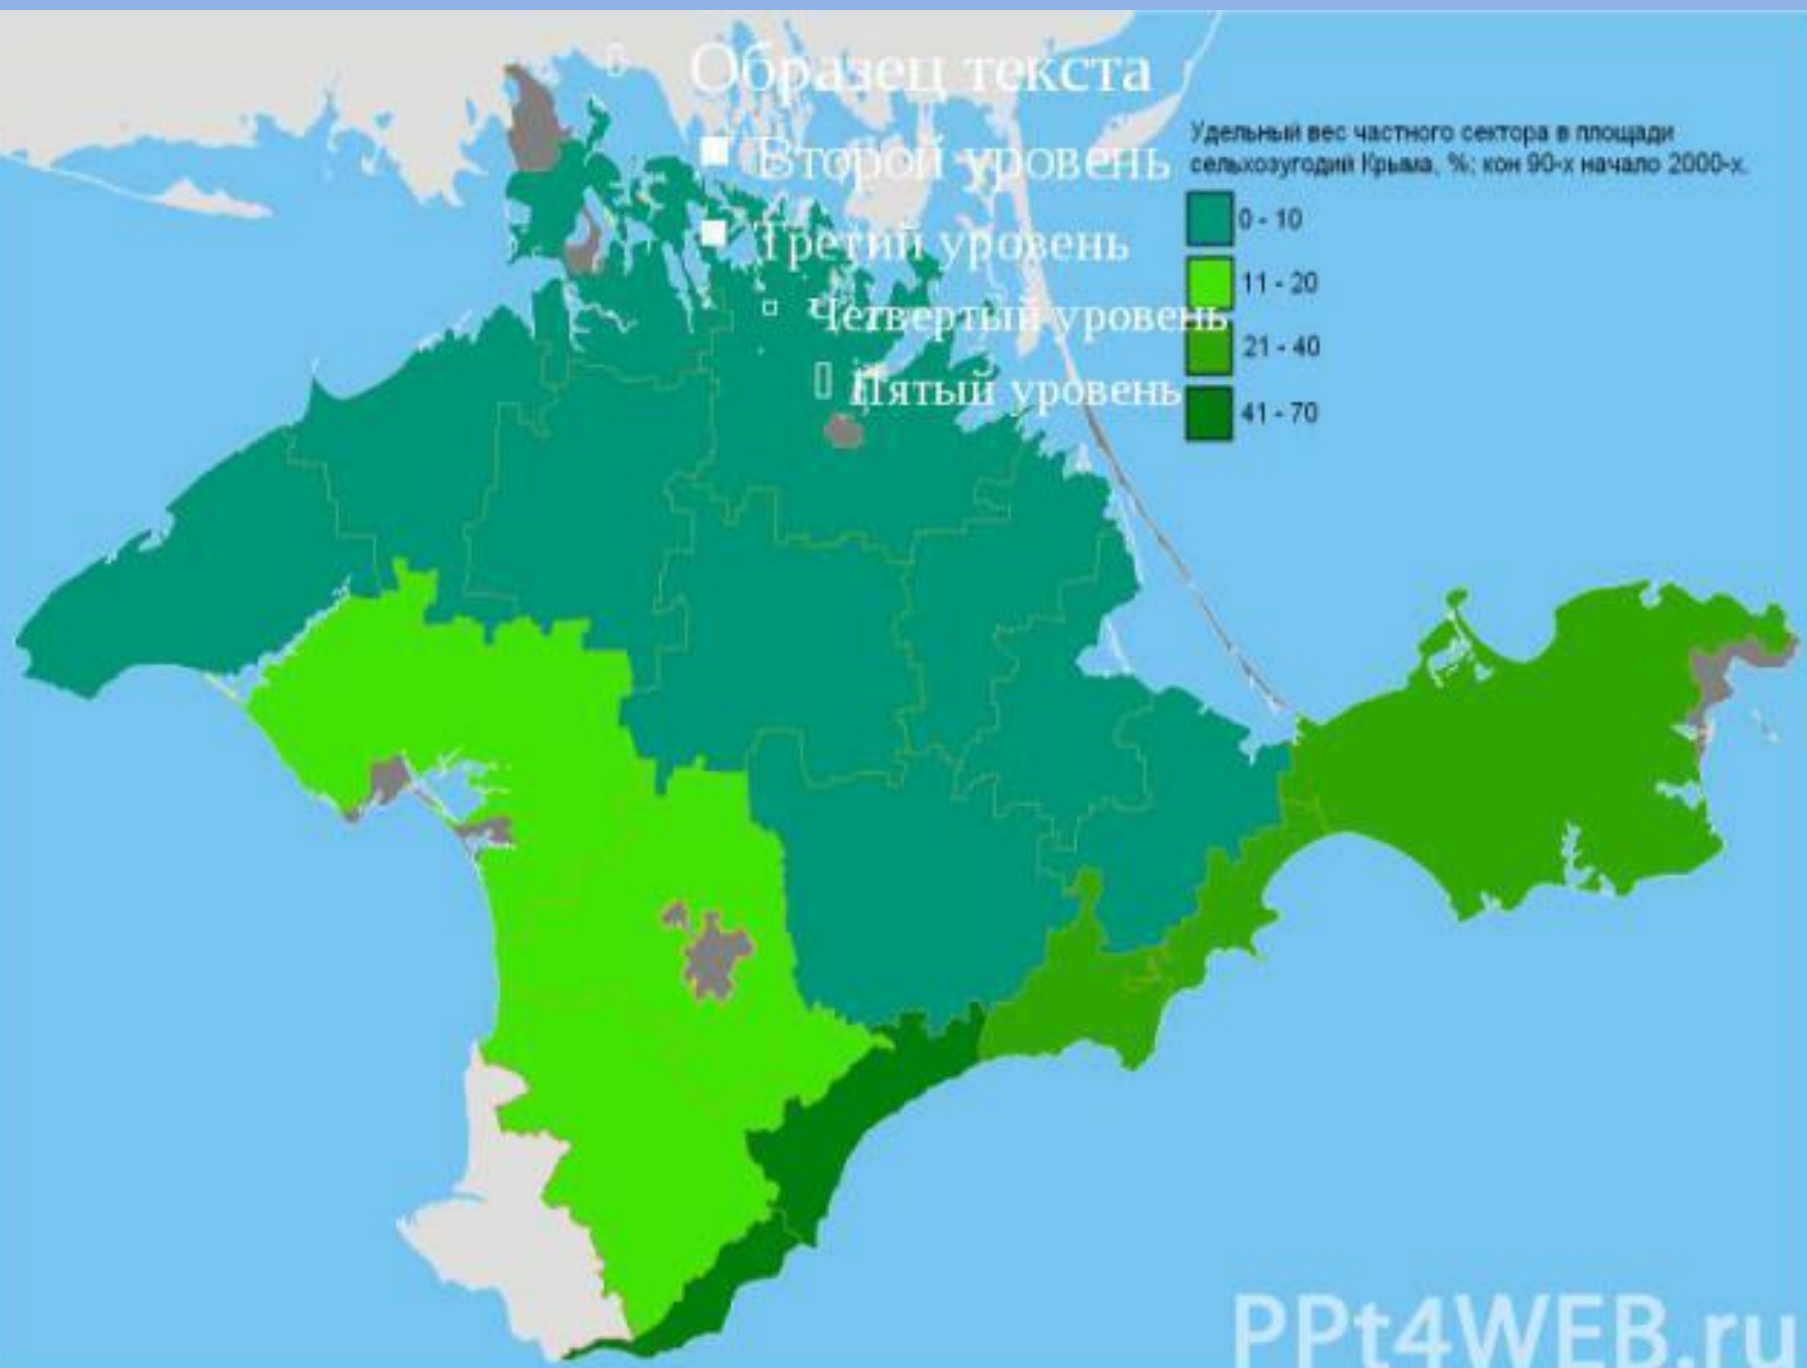 Образец текста
Второй уровень
Третий уровень
Четвертый уровень
Пятый уровень
Удельный вес частного сектора в площади
сельхозугодий Крыма, %; кон 90-х начало 2000-х.
0 - 10
11 - 20
21 - 40
41 - 70
PPt4WEB.ru